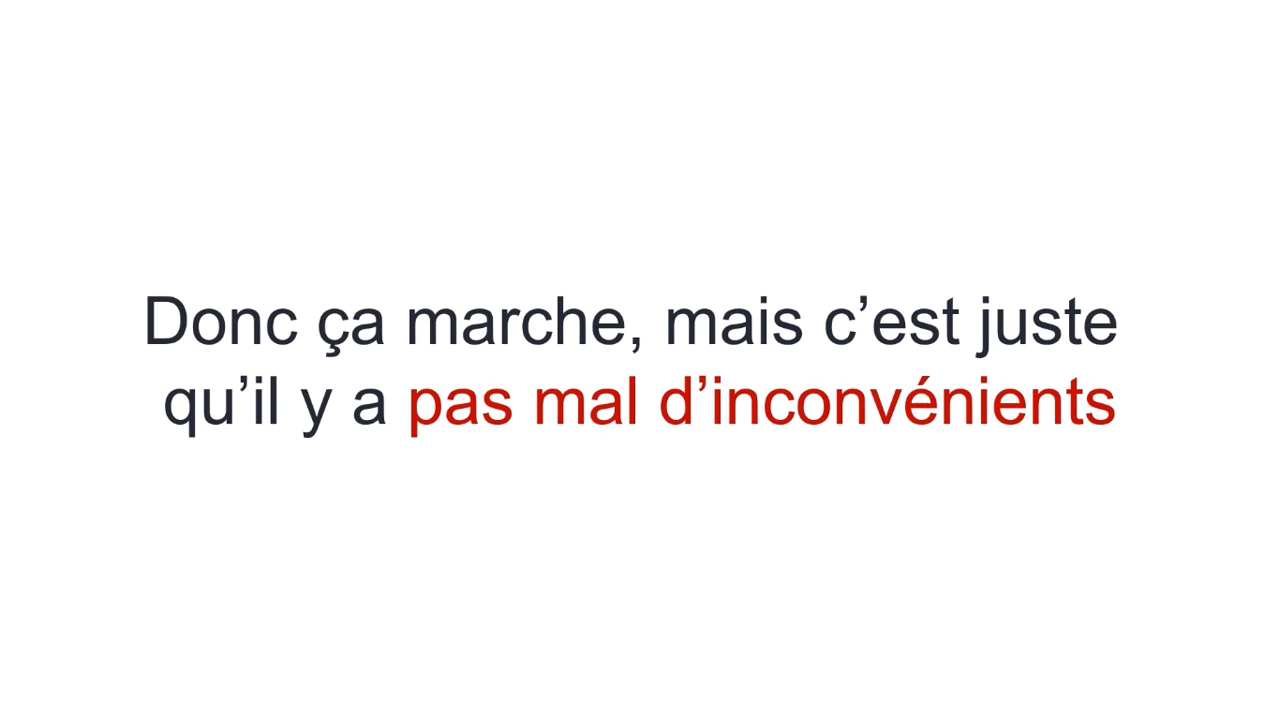 Donc ça marche, mais c’est juste
qu’il y a pas mal d’inconvénients